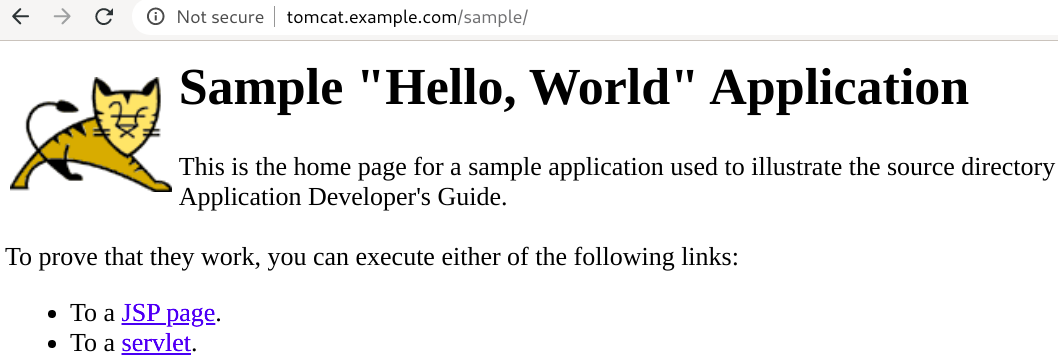 Not secure tomcat.example.com/sample/
Sample "Hello, World" Application
This is the home page for a sample application used to illustrate the source directory
Application Developer's Guide.
To prove that they work, you can execute either of the following links:
• To a JSP page.
• To a servlet.